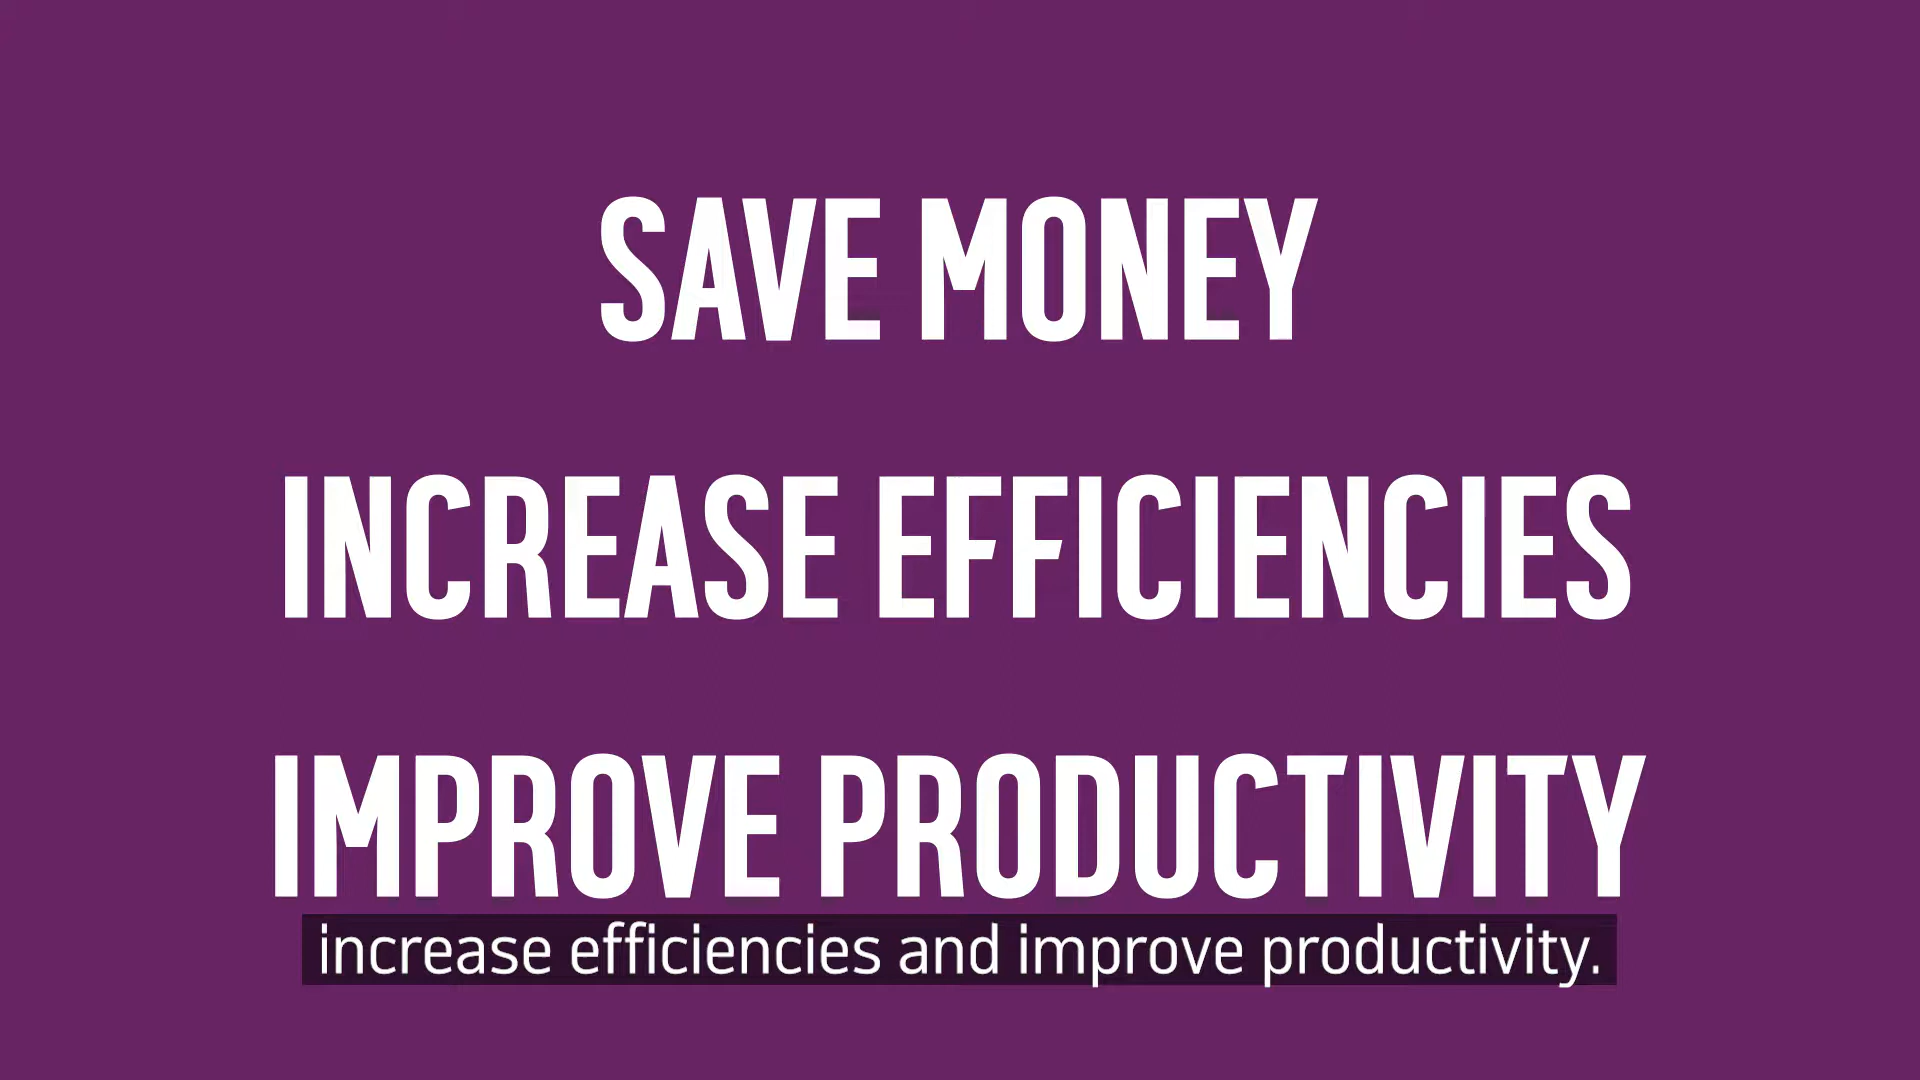 SAVE MONEY
INCREASE EFFICIENCIES
IMPROVE PRODUCTIVITY
increase efficiencies and improve productivity.